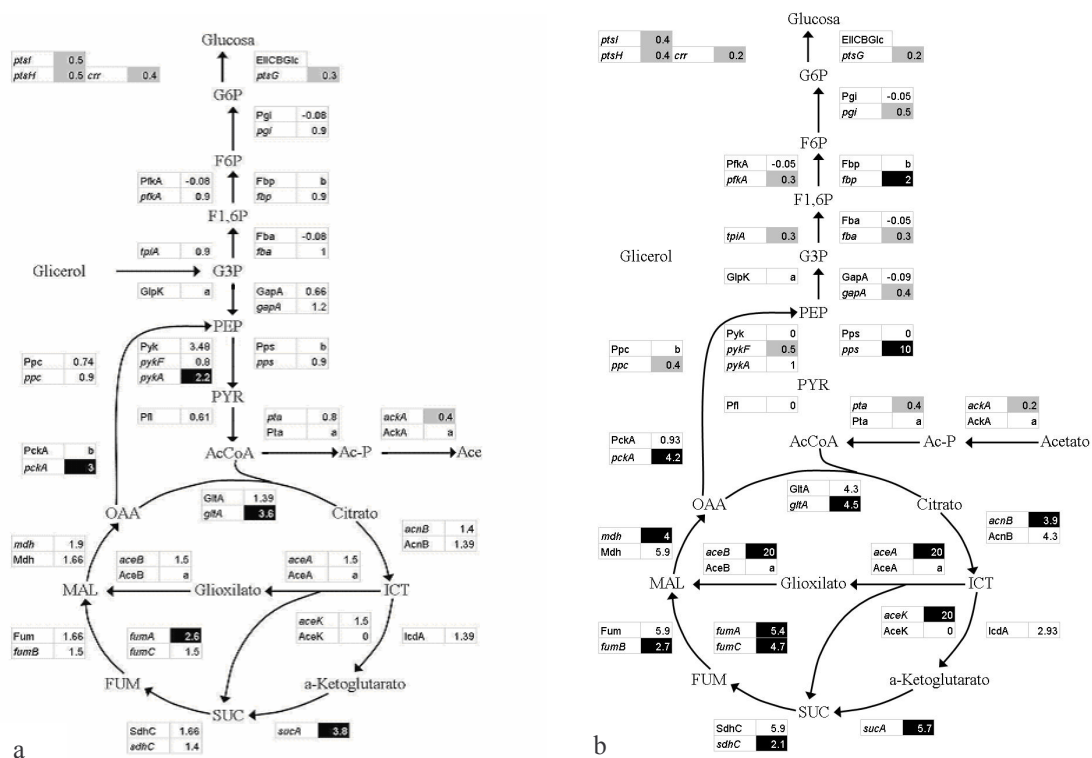 Glucosa
ptsI 0.5
ptsH 0.5 crr 0.4
EIICBGlc
ptsG 0.3
G6P
Pgi -0.08
pgi 0.9
F6P
PfkA -0.08
pfkA 0.9
Fbp b
fbp 0.9
F1,6P
Fba -0.08
fba 1
tpiA 0.9
Glicerol
G3P
GlpK a
GapA 0.66
gapA 1.2
PEP
Ppc 0.74
ppc 0.9
Pyk 3.48
pykF 0.8
pykA 2.2
Pps b
pps 0.9
PYR
Pfl 0.61
pta 0.8
Pta a
ackA 0.4
AckA a
PckA b
pckA 3
AcCoA
Ac-P
Ace
GltA 1.39
gltA 3.6
OAA
Citrato
acnB 1.4
AcnB 1.39
mdh 1.9
Mdh 1.66
aceB 1.5
AceB a
aceA 1.5
AceA a
MAL
Glioxilato
ICT
aceK 1.5
AceK 0
IcdA 1.39
Fum 1.66
fumB 1.5
fumA 2.6
fumC 1.5
FUM
a-Ketoglutarato
SUC
SdhC 1.66
sdhC 1.4
sucA 3.8
a
Glucosa
ptsI 0.4
ptsH 0.4 crr 0.2
EIICBGlc
ptsG 0.2
G6P
Pgi -0.05
pgi 0.5
F6P
PfkA -0.05
pfkA 0.3
Fbp b
fbp 2
F1,6P
Fba -0.05
fba 0.3
tpiA 0.3
Glicerol
G3P
GlpK a
GapA -0.09
gapA 0.4
PEP
Ppc b
ppc 0.4
Pyk 0
pykF 0.5
pykA 1
Pps 0
pps 10
PYR
Pfl 0
pta 0.4
Pta a
ackA 0.2
AckA a
PckA 0.93
pckA 4.2
AcCoA
Ac-P
Acetato
GltA 4.3
gltA 4.5
OAA
Citrato
acnB 3.9
AcnB 4.3
mdh 4
Mdh 5.9
aceB 20
AceB a
aceA 20
AceA a
MAL
Glioxilato
ICT
aceK 20
AceK 0
IcdA 2.93
Fum 5.9
fumB 2.7
fumA 5.4
fumC 4.7
FUM
a-Ketoglutarato
SUC
SdhC 5.9
sdhC 2.1
sucA 5.7
b